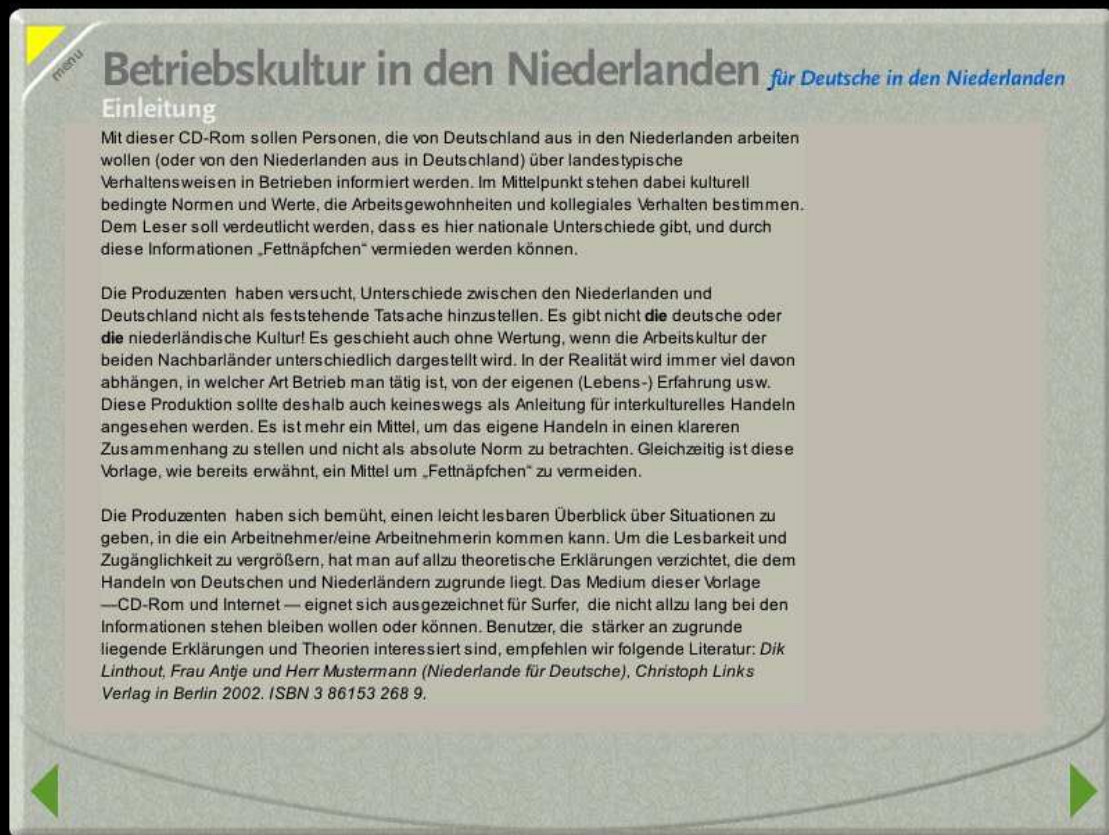 menu
Betriebskultur in den Niederlanden für Deutsche in den Niederlanden
Einleitung
Mit dieser CD-Rom sollen Personen, die von Deutschland aus in den Niederlanden arbeiten
wollen (oder von den Niederlanden aus in Deutschland) über landestypische
Verhaltensweisen in Betrieben informiert werden. Im Mittelpunkt stehen dabei kulturell
bedingte Normen und Werte, die Arbeitsgewohnheiten und kollegiales Verhalten bestimmen.
Dem Leser soll verdeutlicht werden, dass es hier nationale Unterschiede gibt, und durch
diese Informationen „Fettnäpfchen“ vermieden werden können.
Die Produzenten haben versucht, Unterschiede zwischen den Niederlanden und
Deutschland nicht als feststehende Tatsache hinzustellen. Es gibt nicht die deutsche oder
die niederländische Kultur! Es geschieht auch ohne Wertung, wenn die Arbeitskultur der
beiden Nachbarländer unterschiedlich dargestellt wird. In der Realität wird immer viel davon
abhängen, in welcher Art Betrieb man tätig ist, von der eigenen (Lebens-) Erfahrung usw.
Diese Produktion sollte deshalb auch keineswegs als Anleitung für interkulturelles Handeln
angesehen werden. Es ist mehr ein Mittel, um das eigene Handeln in einen klareren
Zusammenhang zu stellen und nicht als absolute Norm zu betrachten. Gleichzeitig ist diese
Vorlage, wie bereits erwähnt, ein Mittel um „Fettnäpfchen“ zu vermeiden.
Die Produzenten haben sich bemüht, einen leicht lesbaren Überblick über Situationen zu
geben, in die ein Arbeitnehmer/eine Arbeitnehmerin kommen kann. Um die Lesbarkeit und
Zugänglichkeit zu vergrößern, hat man auf allzu theoretische Erklärungen verzichtet, die dem
Handeln von Deutschen und Niederländern zugrunde liegt. Das Medium dieser Vorlage
—CD-Rom und Internet — eignet sich ausgezeichnet für Surfer, die nicht allzu lang bei den
Informationen stehen bleiben wollen oder können. Benutzer, die stärker an zugrunde
liegende Erklärungen und Theorien interessiert sind, empfehlen wir folgende Literatur: Dik
Linthout, Frau Antje und Herr Mustermann (Niederlande für Deutsche), Christoph Links
Verlag in Berlin 2002. ISBN 3 86153 268 9.